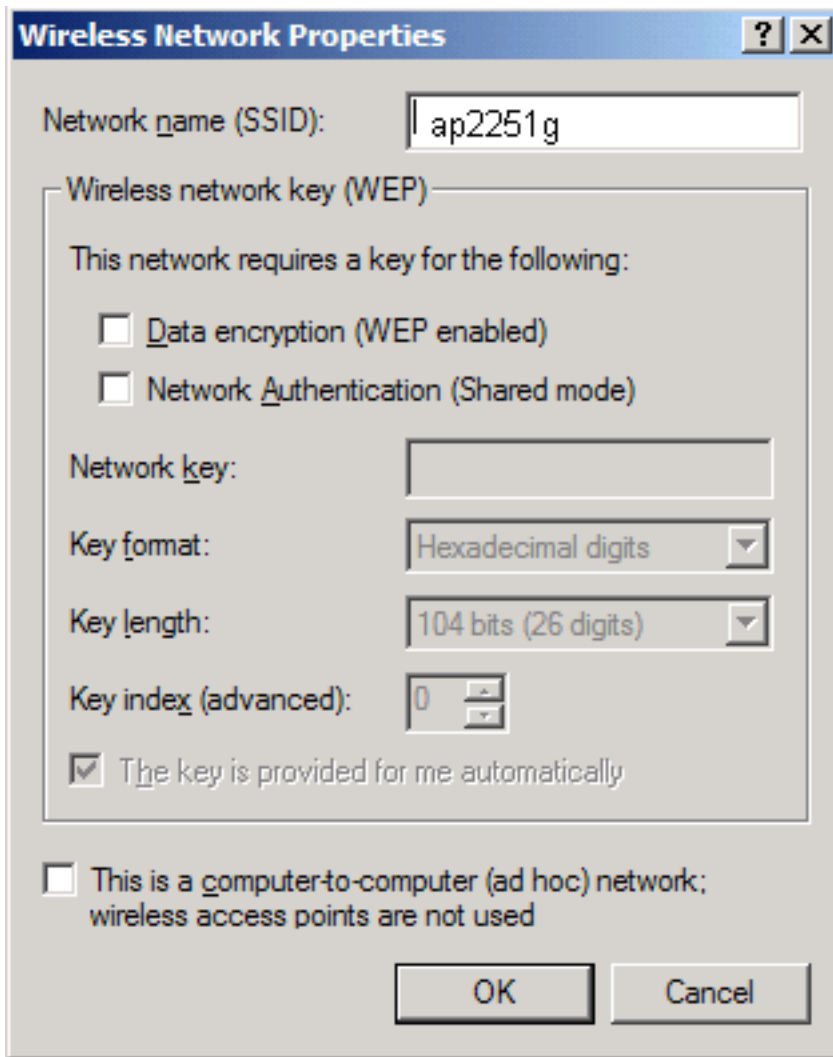 Wireless Network Properties
Network name (SSID): ap2251g
Wireless network key (WEP)
This network requires a key for the following:
Data encryption (WEP enabled)
Network Authentication (Shared mode)
Network key:
Key format: Hexadecimal digits
Key length: 104 bits (26 digits)
Key index (advanced): 0
The key is provided for me automatically
This is a computer-to-computer (ad hoc) network;
wireless access points are not used
OK Cancel